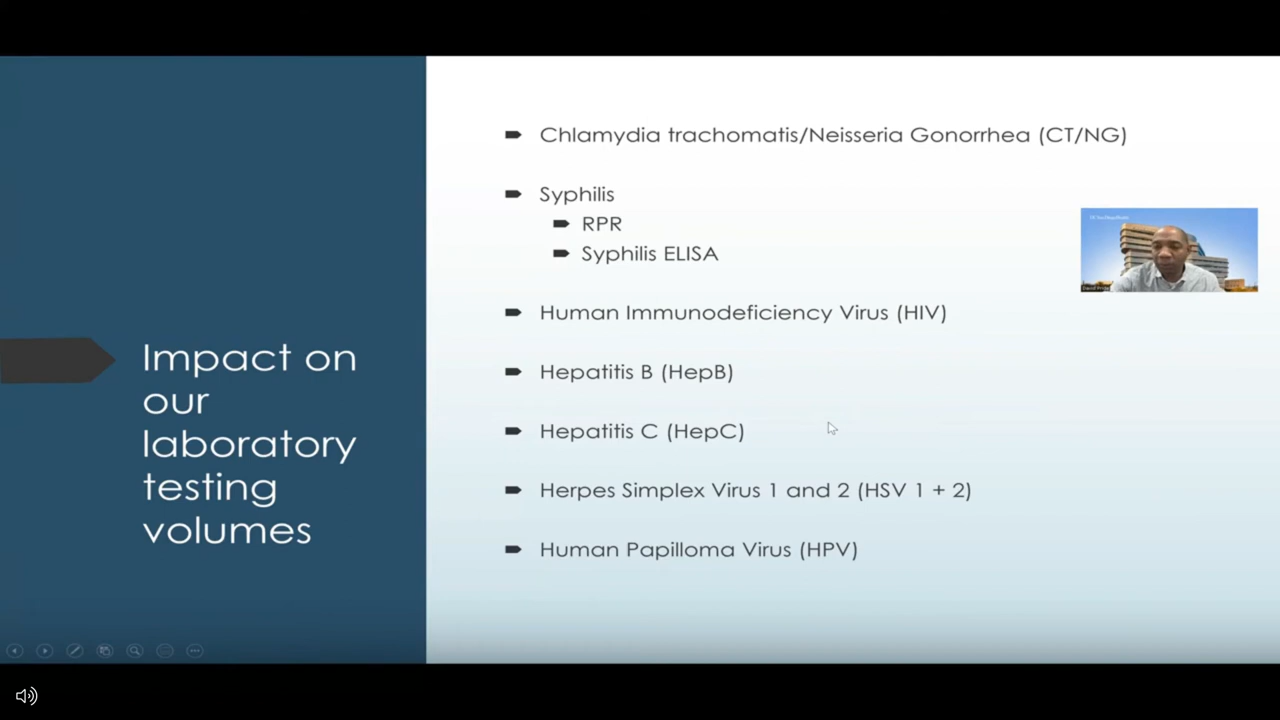 Impact on
our
laboratory
testing
volumes
Chlamydia trachomatis/Neisseria Gonorrhea (CT/NG)
Syphilis
RPR
Syphilis ELISA
Human Immunodeficiency Virus (HIV)
Hepatitis B (HepB)
Hepatitis C (HepC)
Herpes Simplex Virus 1 and 2 (HSV 1 + 2)
Human Papilloma Virus (HPV)